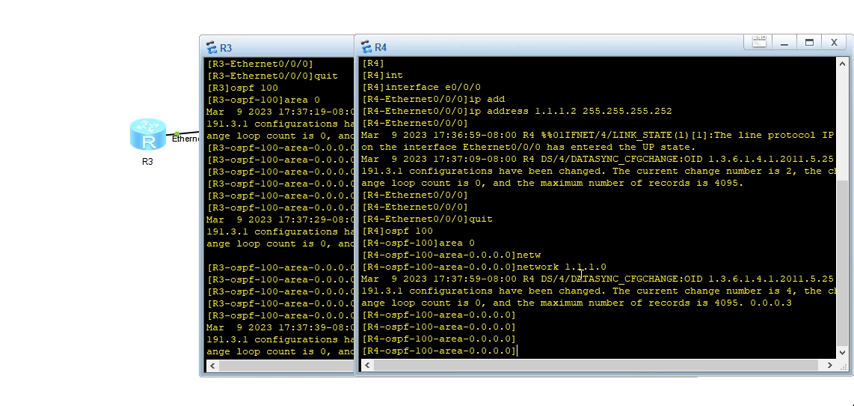 R3
Etherne
R3
[R3-Ethernet0/0/0]
[R3-Ethernet0/0/0]quit
[R3]ospf 100
[R3-ospf-100]area 0
Mar  9 2023 17:37:19-08:0
191.3.1 configurations ha
ange loop count is 0, and
[R3-ospf-100-area-0.0.0.0
[R3-ospf-100-area-0.0.0.0
[R3-ospf-100-area-0.0.0.0
[R3-ospf-100-area-0.0.0.0
[R3-ospf-100-area-0.0.0.0
[R3-ospf-100-area-0.0.0.0
Mar  9 2023 17:37:29-08:0
191.3.1 configurations ha
ange loop count is 0, and
[R3-ospf-100-area-0.0.0.0
[R3-ospf-100-area-0.0.0.0
[R3-ospf-100-area-0.0.0.0
[R3-ospf-100-area-0.0.0.0
[R3-ospf-100-area-0.0.0.0
Mar  9 2023 17:37:39-08:0
191.3.1 configurations ha
ange loop count is 0, and
R4
[R4]
[R4]int
[R4]interface e0/0/0
[R4-Ethernet0/0/0]ip add
[R4-Ethernet0/0/0]ip address 1.1.1.2 255.255.255.252
[R4-Ethernet0/0/0]
Mar  9 2023 17:36:59-08:00 R4 %%01IFNET/4/LINK_STATE(l)[1]:The line protocol IP
on the interface Ethernet0/0/0 has entered the UP state.
Mar  9 2023 17:37:09-08:00 R4 DS/4/DATASYNC_CFGCHANGE:OID 1.3.6.1.4.1.2011.5.25
191.3.1 configurations have been changed. The current change number is 2, the ch
ange loop count is 0, and the maximum number of records is 4095.
[R4-Ethernet0/0/0]
[R4-Ethernet0/0/0]
[R4-Ethernet0/0/0]quit
[R4]ospf 100
[R4-ospf-100]area 0
[R4-ospf-100-area-0.0.0.0]netw
[R4-ospf-100-area-0.0.0.0]network 1.1.1.0
Mar  9 2023 17:37:59-08:00 R4 DS/4/DATASYNC_CFGCHANGE:OID 1.3.6.1.4.1.2011.5.25
191.3.1 configurations have been changed. The current change number is 4, the ch
ange loop count is 0, and the maximum number of records is 4095. 0.0.0.3
[R4-ospf-100-area-0.0.0.0]
[R4-ospf-100-area-0.0.0.0]
[R4-ospf-100-area-0.0.0.0]
[R4-ospf-100-area-0.0.0.0]